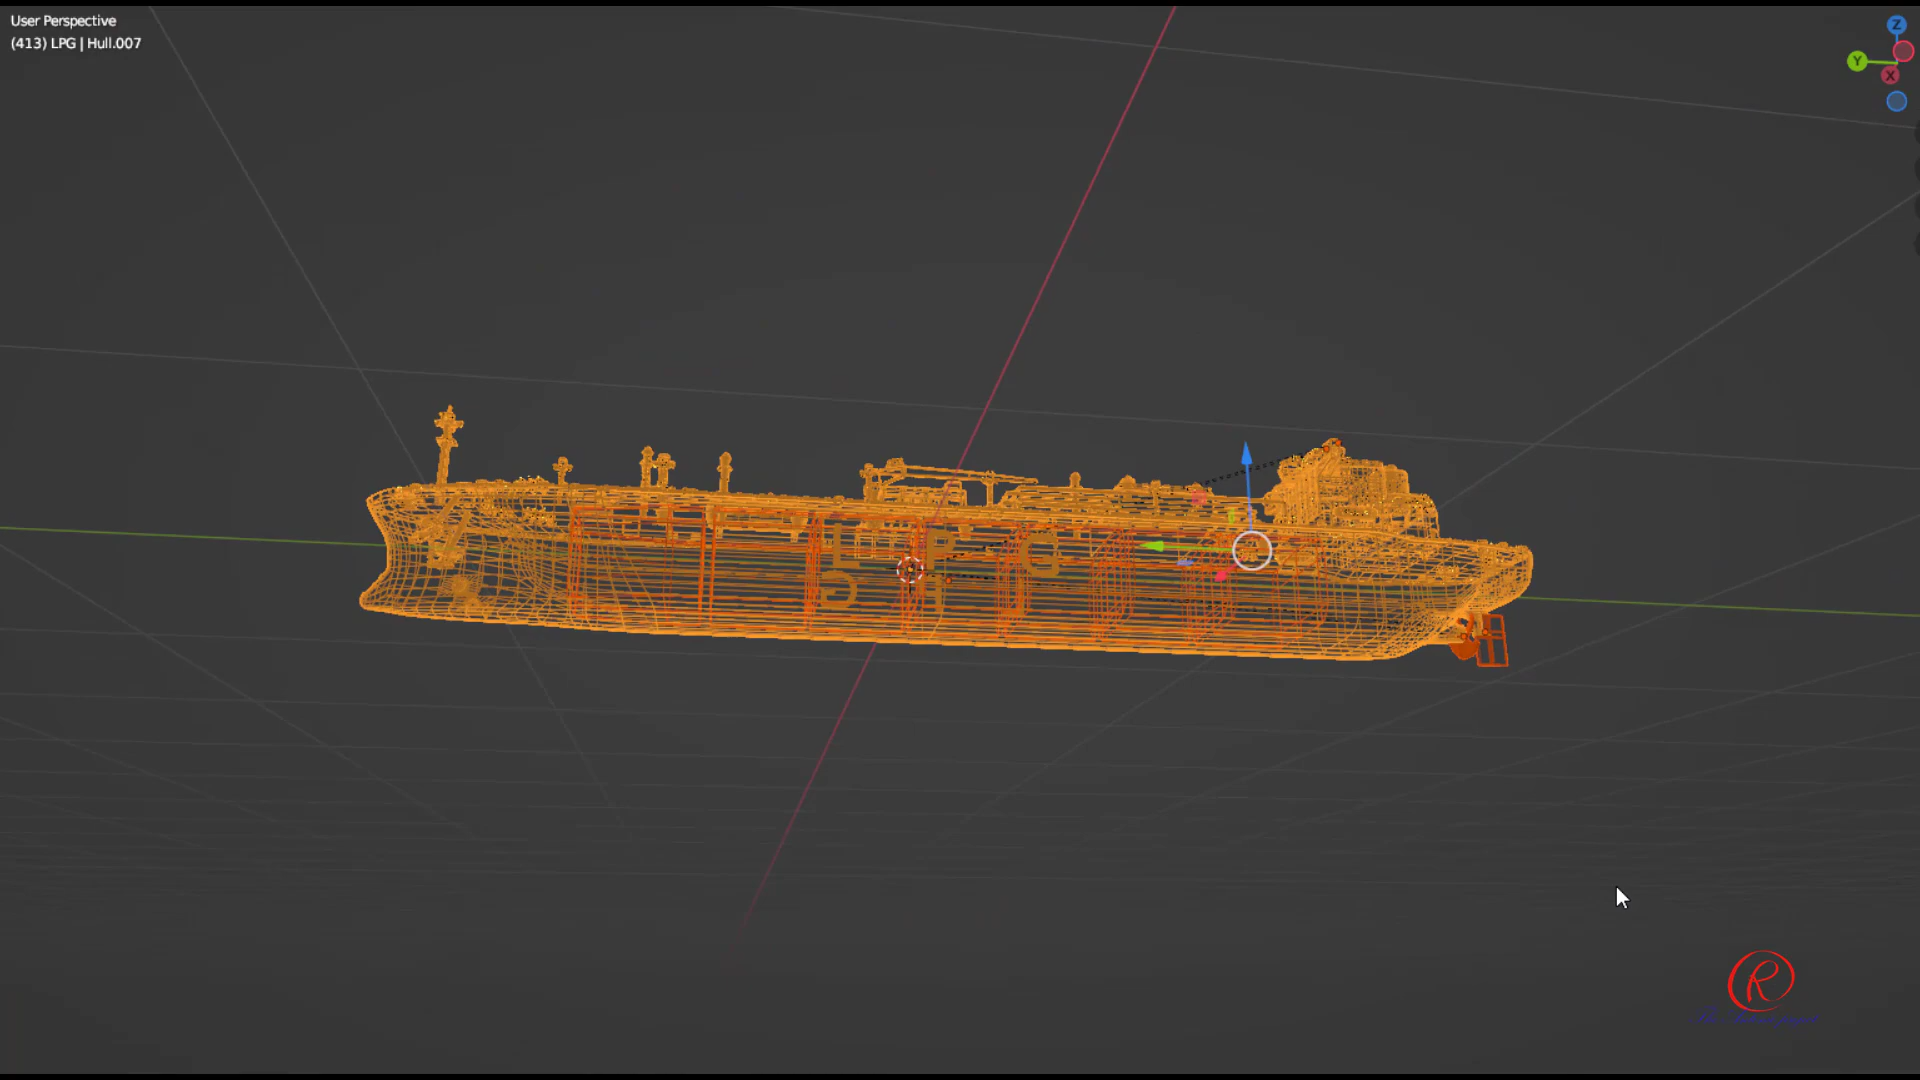 User Perspective
(413) LPG | Hull.007
Z
Y
X
L P G
G
R